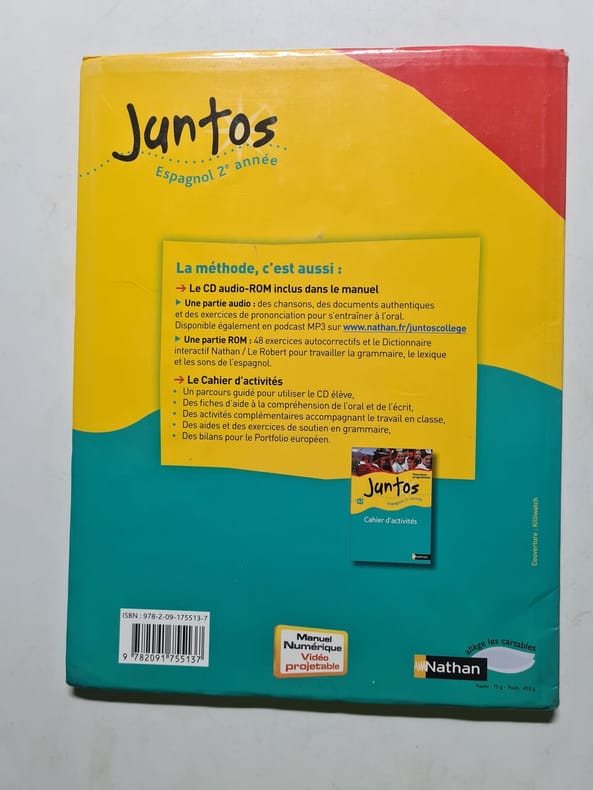 Juntos
Espagnol 2e année
La méthode, c'est aussi :
→ Le CD audio-ROM inclus dans le manuel
► Une partie audio : des chansons, des documents authentiques
et des exercices de prononciation pour s'entraîner à l'oral.
Disponible également en podcast MP3 sur www.nathan.fr/juntoscollege
► Une partie ROM : 48 exercices autocorrectifs et le Dictionnaire
interactif Nathan / Le Robert pour travailler la grammaire, le lexique
et les sons de l'espagnol.
→ Le Cahier d'activités
• Un parcours guidé pour utiliser le CD élève,
• Des fiches d'aide à la compréhension de l'oral et de l'écrit,
• Des activités complémentaires accompagnant le travail en classe,
• Des aides et des exercices de soutien en grammaire,
• Des bilans pour le Portfolio européen.
Juntos
Espagnol 2e année
Cahier d'activités
Nathan
Couverture : Killiwatch
ISBN : 978-2-09-175513-7
9 782091 755137
Manuel
Numérique
Vidéo
projetable
allège les cartables
Nathan